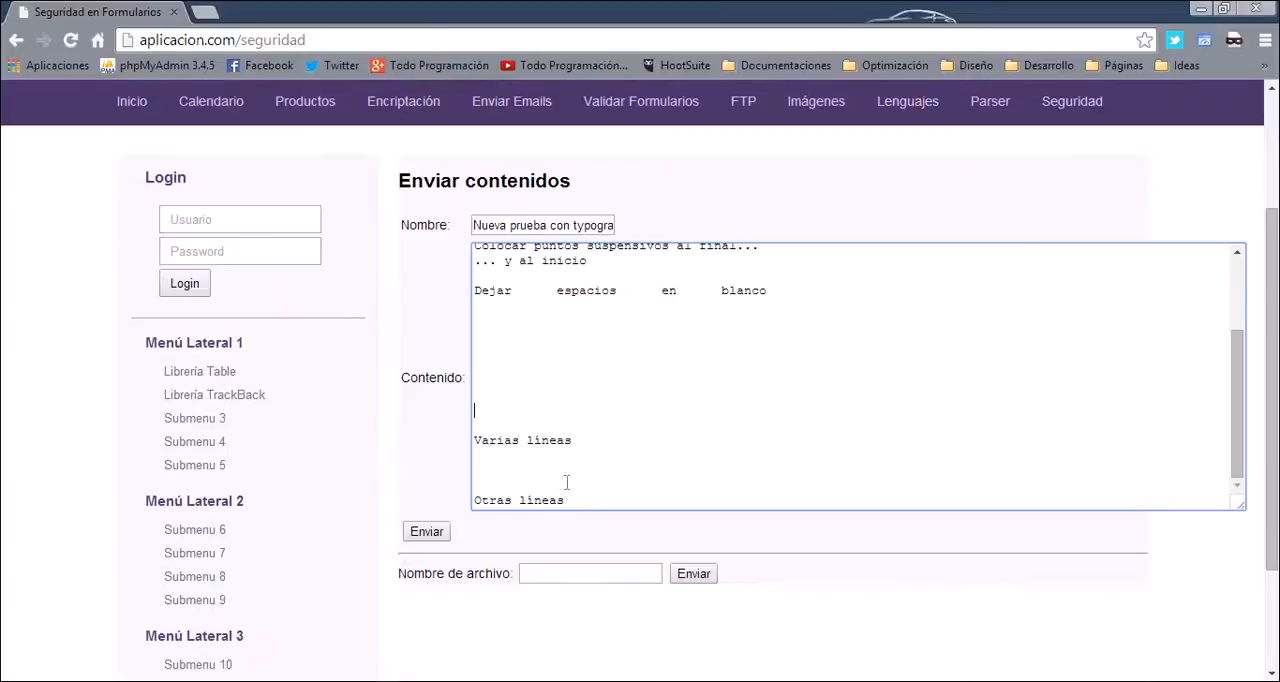 Seguridad en Formularios
aplicacion.com/seguridad
Aplicaciones phpMyAdmin 3.4.5 Facebook Twitter Todo Programación Todo Programación... HootSuite Documentaciones Optimización Diseño Desarrollo Páginas Ideas »
Inicio Calendario Productos Encriptación Enviar Emails Validar Formularios FTP Imágenes Lenguajes Parser Seguridad
Login
Usuario
Password
Login
Menú Lateral 1
Librería Table
Librería TrackBack
Submenu 3
Submenu 4
Submenu 5
Menú Lateral 2
Submenu 6
Submenu 7
Submenu 8
Submenu 9
Menú Lateral 3
Submenu 10
Enviar contenidos
Nombre: Nueva prueba con typogra
Contenido:
Colocar puntos suspensivos al final...
... y al inicio
Dejar espacios en blanco
Varias líneas
Otras líneas
Enviar
Nombre de archivo: Enviar